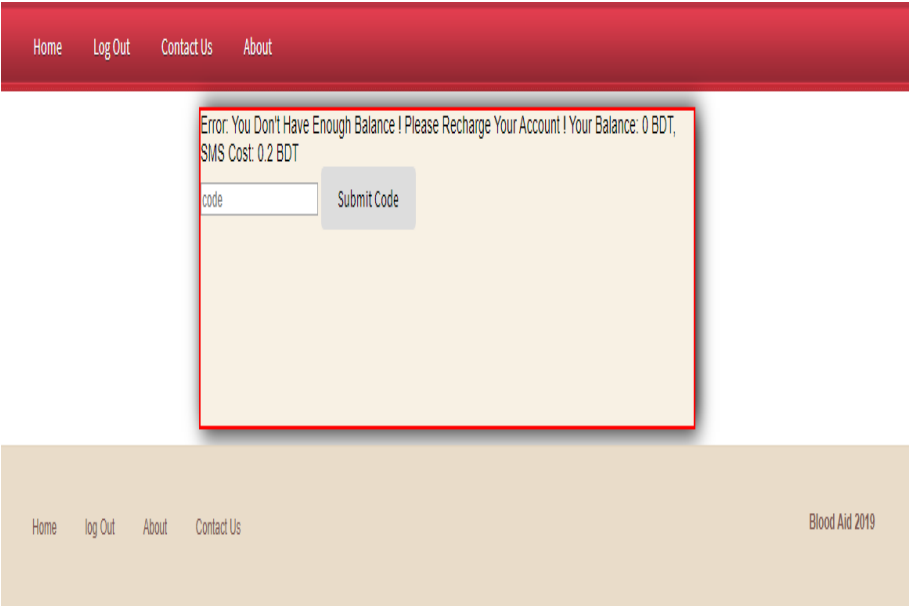 Home Log Out Contact Us About
Error: You Don't Have Enough Balance ! Please Recharge Your Account ! Your Balance: 0 BDT,
SMS Cost: 0.2 BDT
code Submit Code
Home log Out About Contact Us Blood Aid 2019